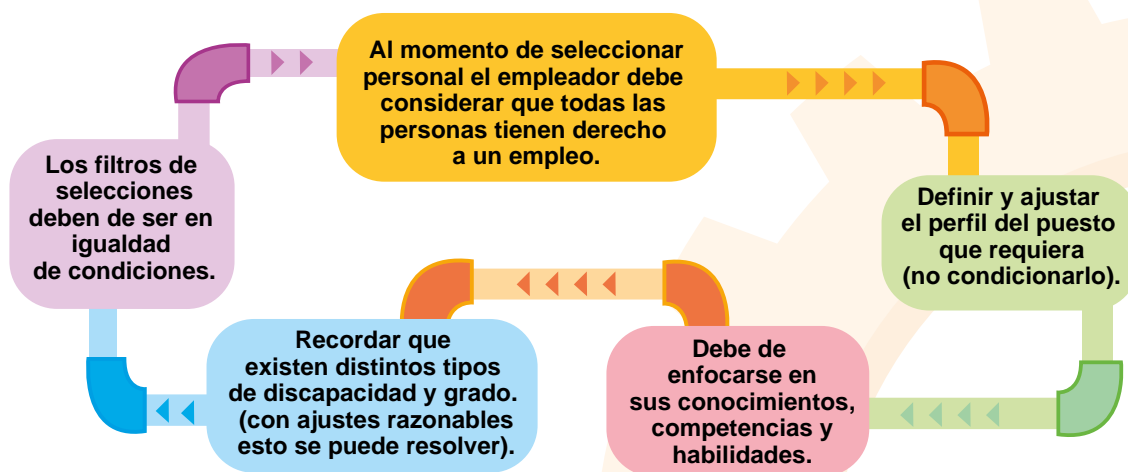 Al momento de seleccionar
personal el empleador debe
considerar que todas las
personas tienen derecho
a un empleo.
Definir y ajustar
el perfil del puesto
que requiera
(no condicionarlo).
Debe de
enfocarse en
sus conocimientos,
competencias y
habilidades.
Recordar que
existen distintos tipos
de discapacidad y grado.
(con ajustes razonables
esto se puede resolver).
Los filtros de
selecciones
deben de ser en
igualdad
de condiciones.